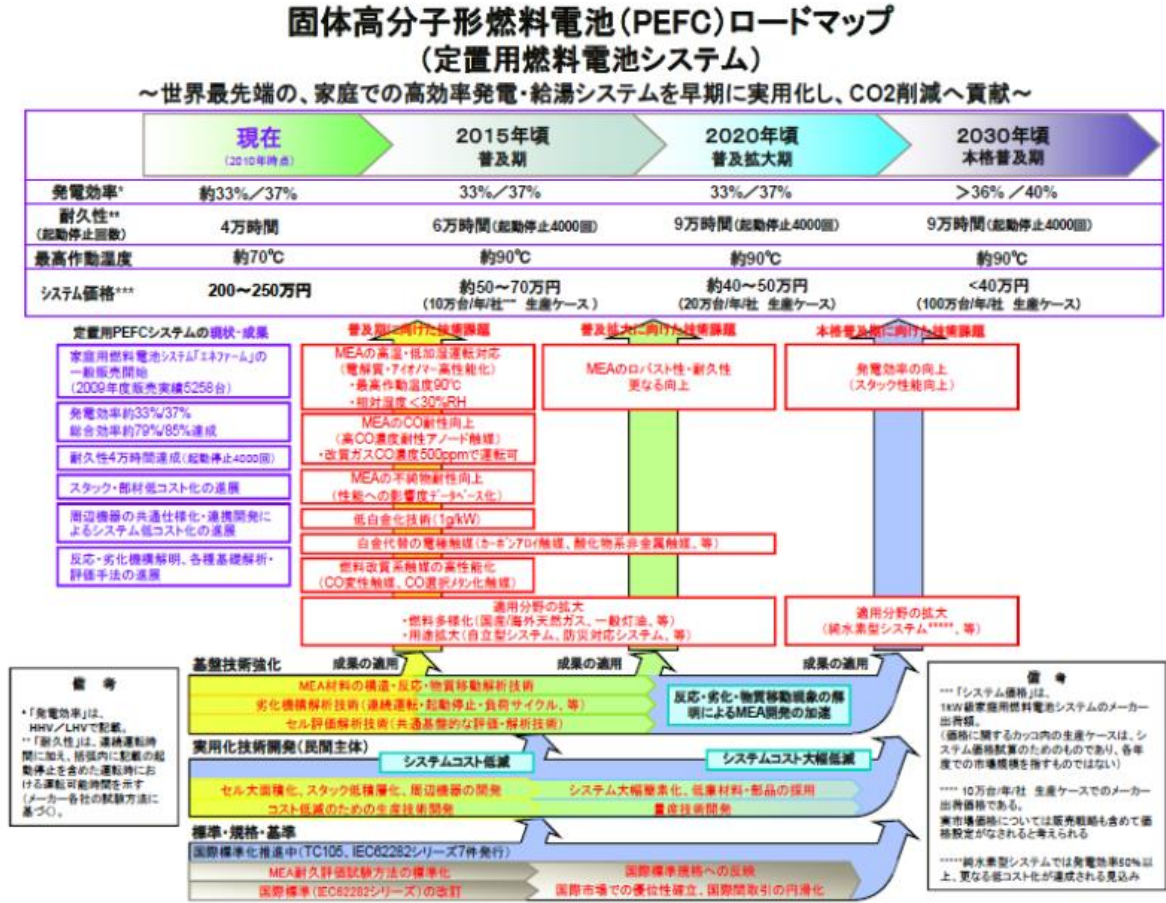 固体高分子形燃料電池(PEFC)ロードマップ
(定置用燃料電池システム)
～世界最先端の、家庭での高効率発電・給湯システムを早期に実用化し、CO2削減へ貢献～
現在
(2010年時点)
2015年頃
普及期
2020年頃
普及拡大期
2030年頃
本格普及期
発電効率*
約33%／37%
33%／37%
33%／37%
＞36%／40%
耐久性**
(起動停止回数)
4万時間
6万時間(起動停止4000回)
9万時間(起動停止4000回)
9万時間(起動停止4000回)
最高作動温度
約70℃
約90℃
約90℃
約90℃
システム価格***
200～250万円
約50～70万円
(10万台/年/社**** 生産ケース)
約40～50万円
(20万台/年/社 生産ケース)
<40万円
(100万台/年/社 生産ケース)
定置用PEFCシステムの現状・成果
家庭用燃料電池システム「エネファーム」の
一般販売開始
(2009年度販売実績5258台)
発電効率約33%/37%
総合効率約79%/85%達成
耐久性4万時間達成(起動停止4000回)
スタック・部材低コスト化の進展
周辺機器の共通仕様化・連携開発に
よるシステム低コスト化の進展
反応・劣化機構解明、各種基礎解析・
評価手法の進展
普及期に向けた技術課題
MEAの高温・低加湿運転対応
(電解質・アイオノマー高性能化)
・最高作動温度90℃
・相対湿度＜30%RH
MEAのCO耐性向上
(高CO濃度耐性アノード触媒)
・改質ガスCO濃度500ppmで運転可
MEAの不純物耐性向上
(性能への影響度データベース化)
低白金化技術(1g/kW)
白金代替の電極触媒(カーボンアロイ触媒、酸化物系非金属触媒、等)
燃料改質系触媒の高性能化
(CO変性触媒、CO選択メタン化触媒)
適用分野の拡大
・燃料多様化(国産/海外天然ガス、一般灯油、等)
・用途拡大(自立型システム、防災対応システム、等)
普及拡大に向けた技術課題
MEAのロバスト性・耐久性
更なる向上
本格普及期に向けた技術課題
発電効率の向上
(スタック性能向上)
適用分野の拡大
(純水素型システム*****、等)
基盤技術強化
成果の適用
成果の適用
成果の適用
MEA材料の構造・反応・物質移動解析技術
劣化機構解析技術(連続運転・起動停止・負荷サイクル、等)
セル評価解析技術(共通基盤的な評価・解析技術)
反応・劣化・物質移動現象の解
明によるMEA開発の加速
実用化技術開発(民間主体)
システムコスト低減
システムコスト大幅低減
セル大面積化、スタック低積層化、周辺機器の開発
コスト低減のための生産技術開発
システム大幅簡素化、低廉材料・部品の採用
量産技術開発
標準・規格・基準
国際標準化推進中(TC105、IEC62282シリーズ7件発行)
MEA耐久評価試験方法の標準化
国際標準(IEC62282シリーズ)の改訂
国際標準規格への反映
国際市場での優位性確立、国際間取引の円滑化
備 考
*「発電効率」は、
HHV／LHVで記載。
**「耐久性」は、連続運転時
間に加え、括弧内に記載の起
動停止を含めた運転時にお
ける運転可能時間を示す
(メーカー各社の試験方法に
基づく)。
備 考
***「システム価格」は、
1kW級家庭用燃料電池システムのメーカー
出荷額。
(価格に関するカッコ内の生産ケースは、シ
ステム価格試算のためのものであり、各年
度での市場規模を指すものではない)
**** 10万台/年/社 生産ケースでのメーカー
出荷価格である。
実市場価格については販売戦略も含めて価
格設定がなされると考えられる
*****純水素型システムでは発電効率50%以
上、更なる低コスト化が達成される見込み